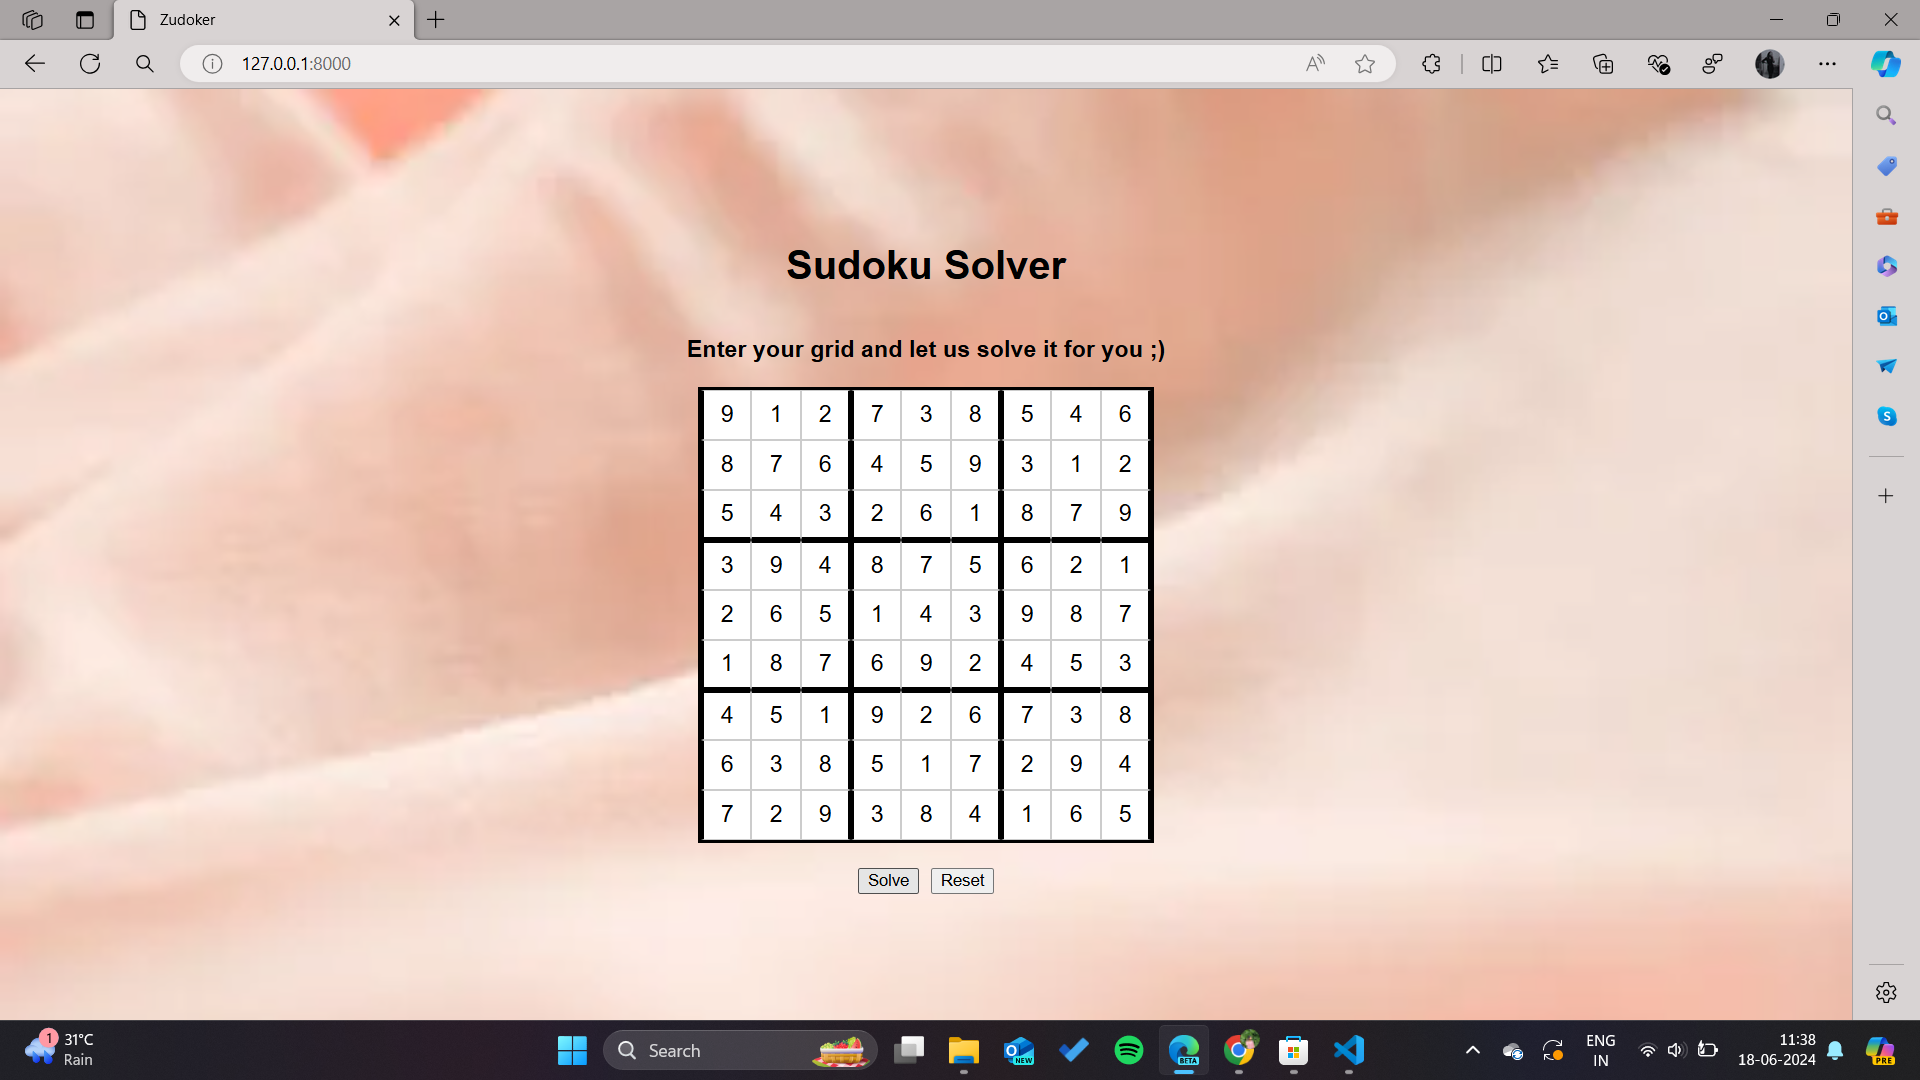 Zudoker
127.0.0.1:8000
Sudoku Solver
Enter your grid and let us solve it for you ;)
9 1 2 7 3 8 5 4 6
8 7 6 4 5 9 3 1 2
5 4 3 2 6 1 8 7 9
3 9 4 8 7 5 6 2 1
2 6 5 1 4 3 9 8 7
1 8 7 6 9 2 4 5 3
4 5 1 9 2 6 7 3 8
6 3 8 5 1 7 2 9 4
7 2 9 3 8 4 1 6 5
Solve Reset
1
31°C
Rain
Search
NEW
BETA
ENG
IN
11:38
18-06-2024
PRE